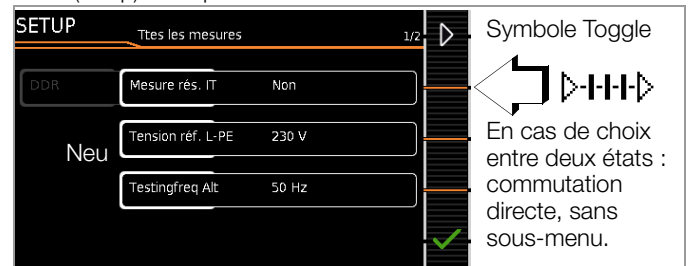 SETUP
Ttes les mesures
1/2
DDR
Mesure rés. IT
Non
Neu
Tension réf. L-PE
230 V
Testingfreq Alt
50 Hz
Symbole Toggle
En cas de choix
entre deux états :
commutation
directe, sans
sous-menu.